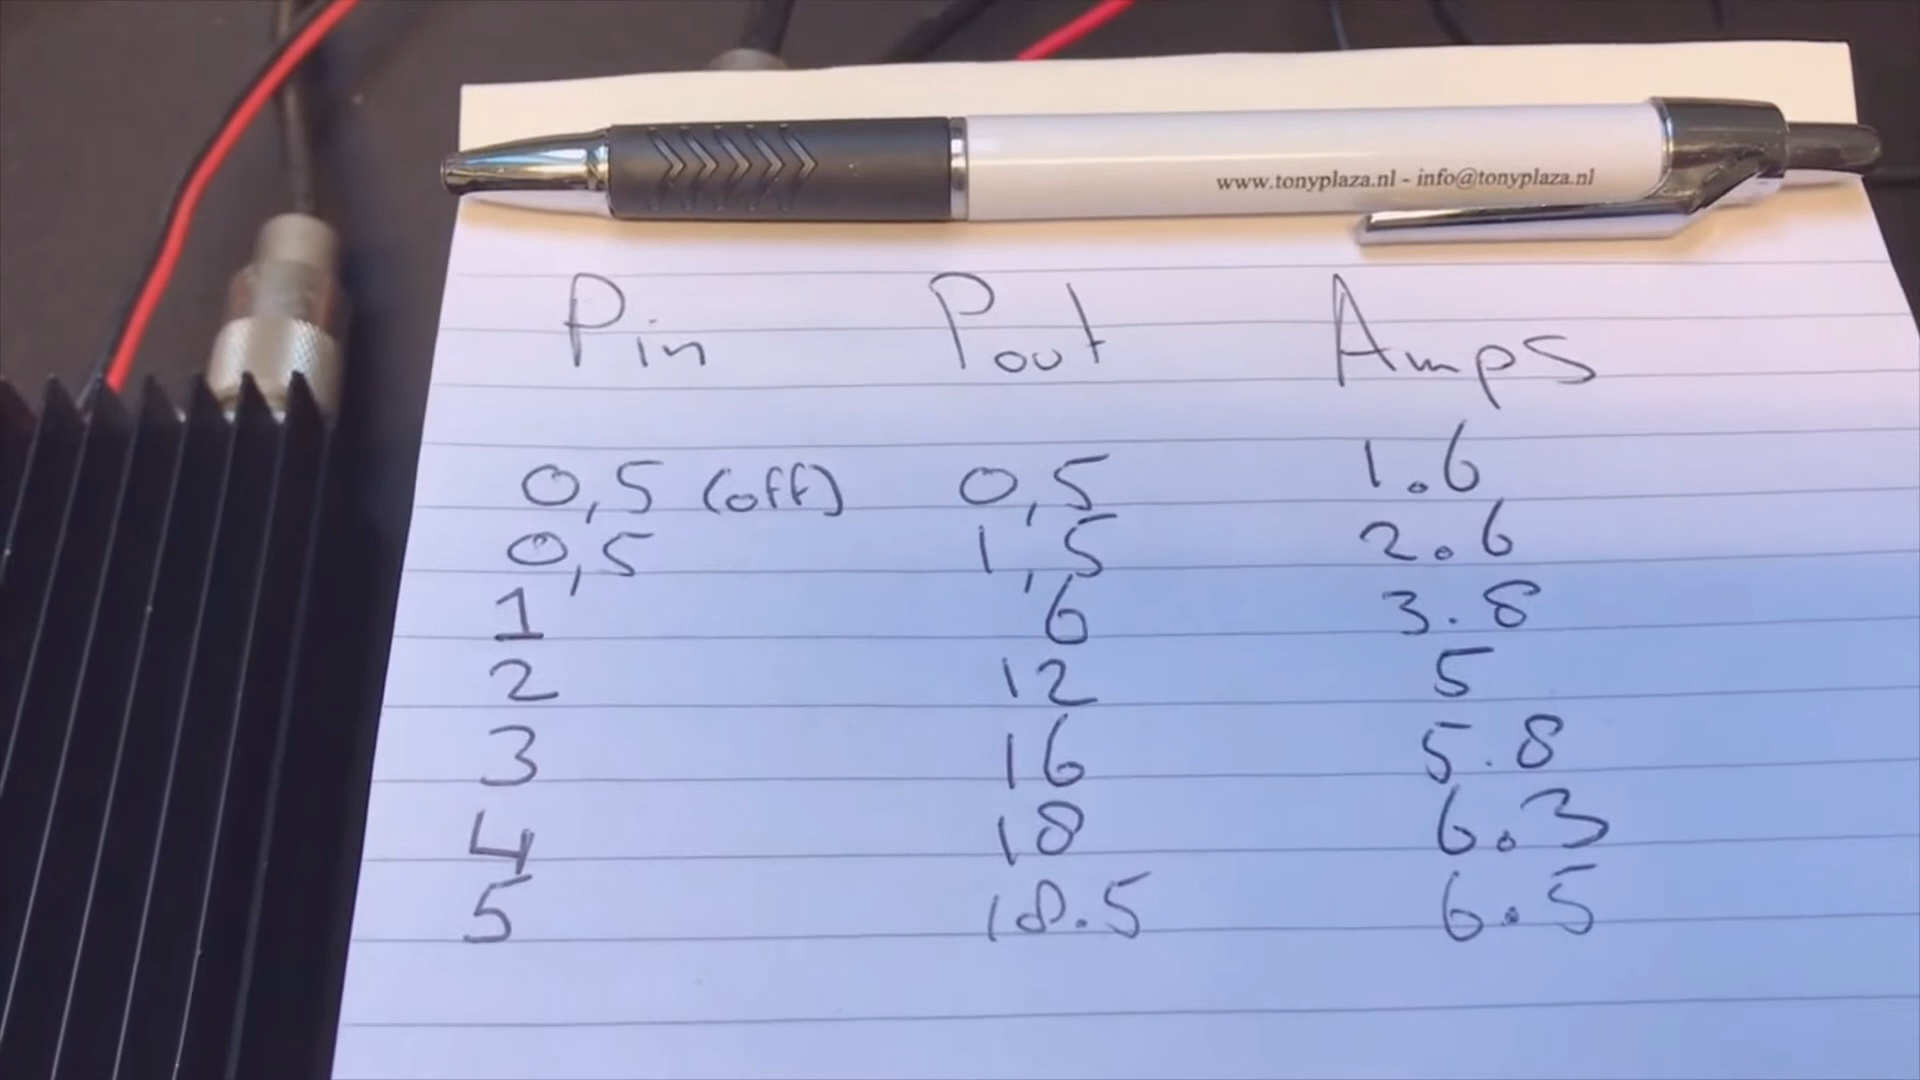 www.tonyplaza.nl - info@tonyplaza.nl
Pin Pout Amps
0,5 (off) 0,5 1.6
0,5 1,5 2.6
1 6 3.8
2 12 5
3 16 5.8
4 18 6.3
5 18.5 6.5